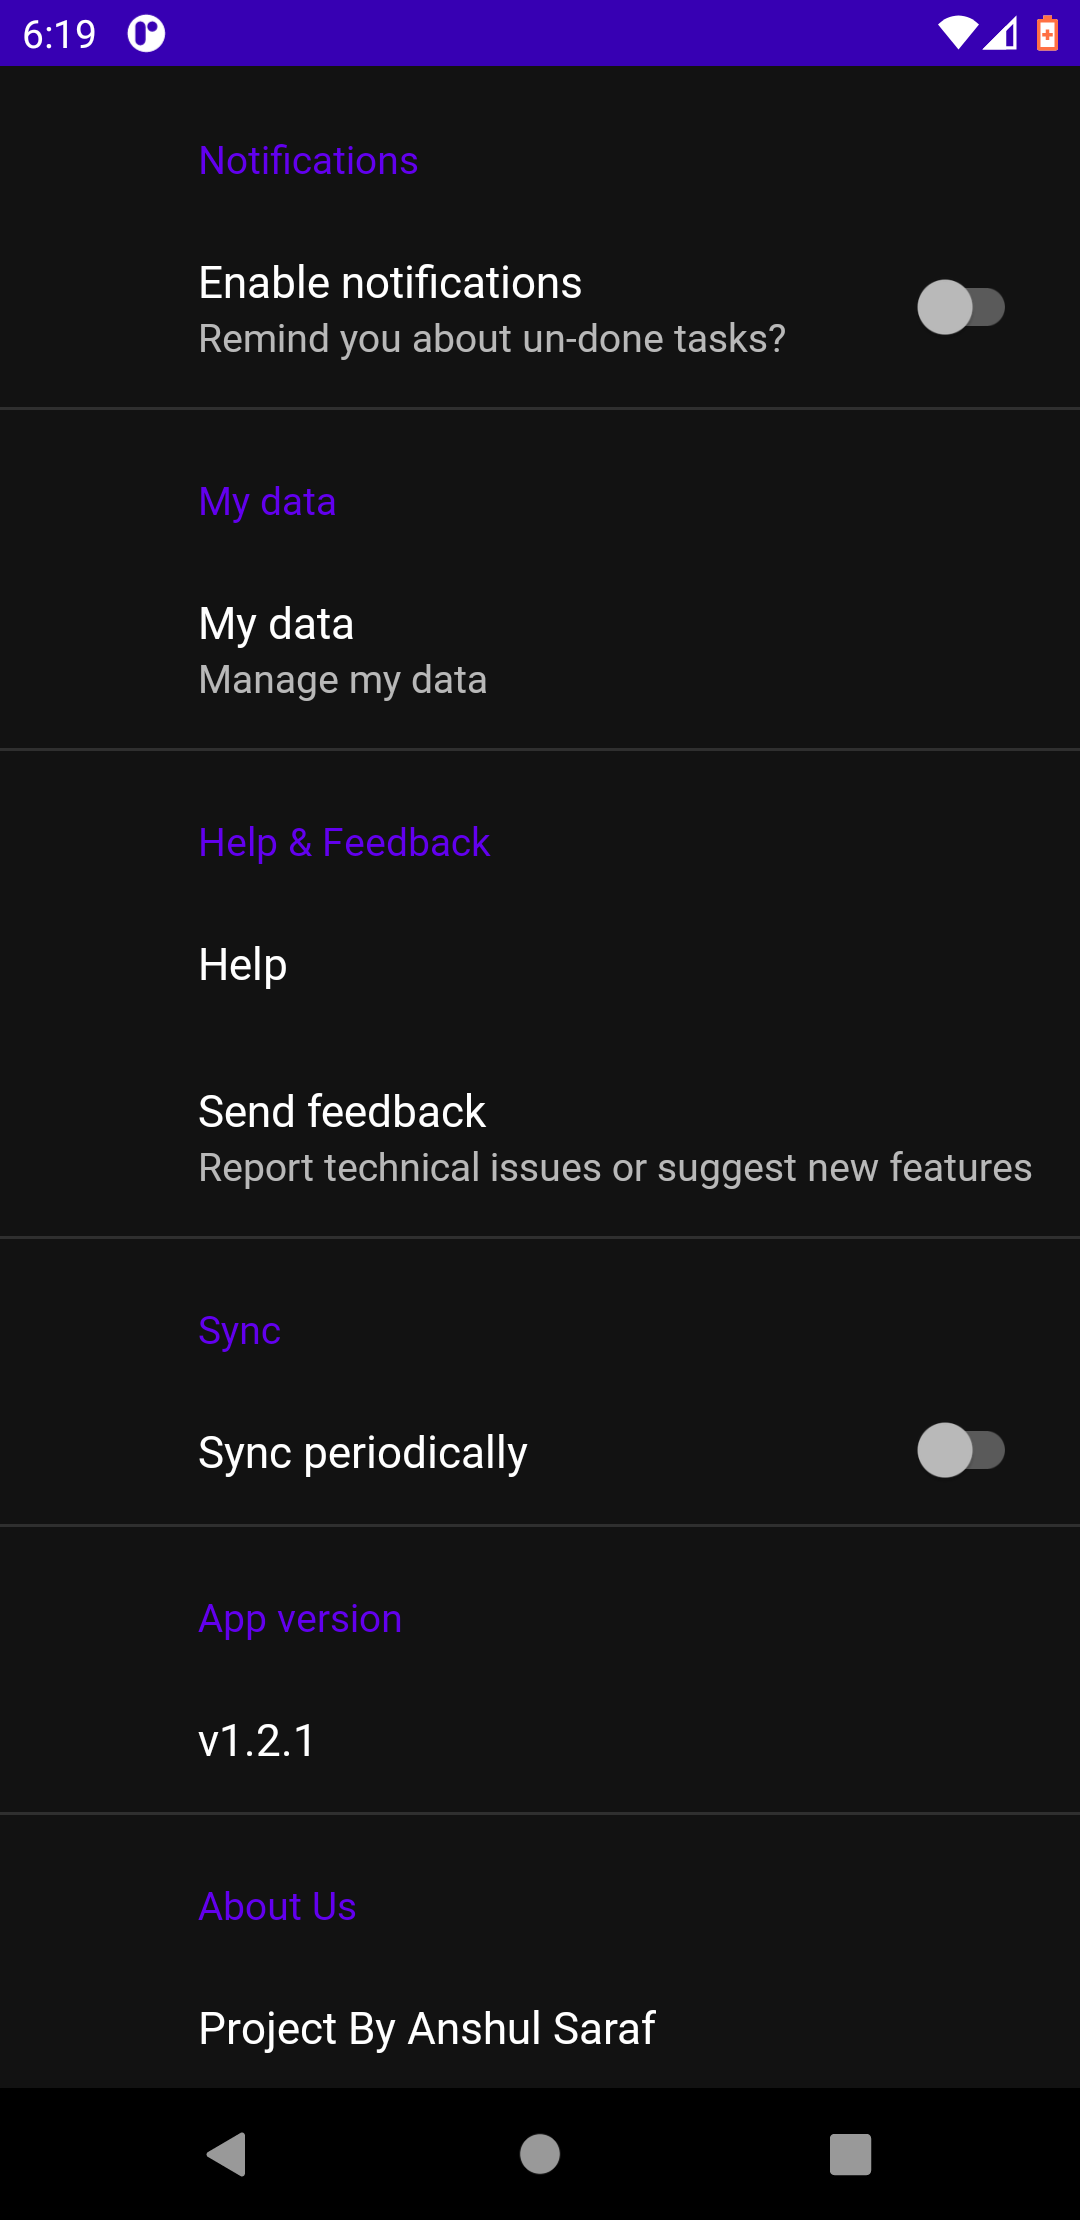 6:19
Notifications
Enable notifications
Remind you about un-done tasks?
My data
My data
Manage my data
Help & Feedback
Help
Send feedback
Report technical issues or suggest new features
Sync
Sync periodically
App version
v1.2.1
About Us
Project By Anshul Saraf